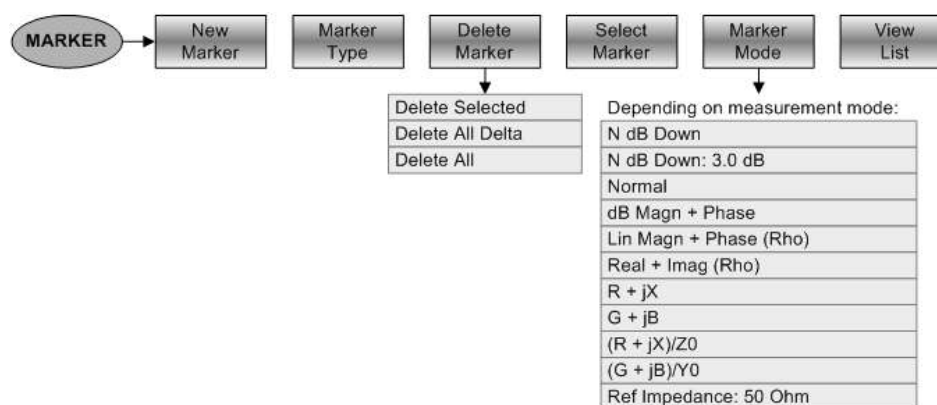 MARKER
New
Marker
Marker
Type
Delete
Marker
Select
Marker
Marker
Mode
View
List
Delete Selected
Delete All Delta
Delete All
Depending on measurement mode:
N dB Down
N dB Down: 3.0 dB
Normal
dB Magn + Phase
Lin Magn + Phase (Rho)
Real + Imag (Rho)
R + jX
G + jB
(R + jX)/Z0
(G + jB)/Y0
Ref Impedance: 50 Ohm